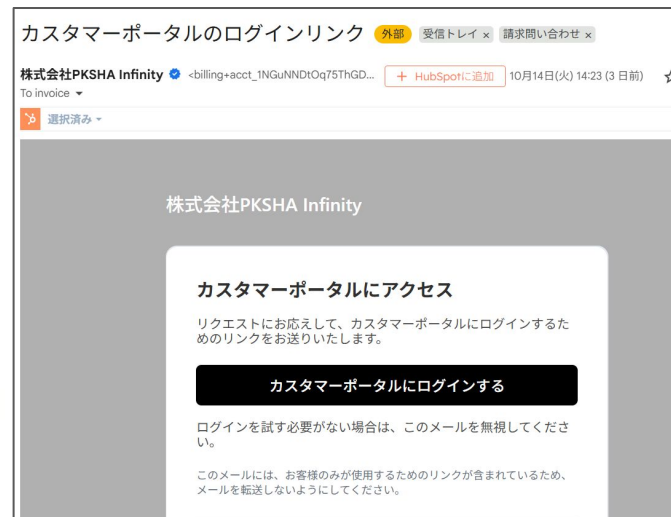 カスタマーポータルのログインリンク 外部 受信トレイ × 請求問い合わせ ×
株式会社PKSHA Infinity <billing+acct_1NGuNNDtOq75ThGD... + HubSpotに追加 10月14日(火) 14:23 (3 日前)
To invoice
選択済み
株式会社PKSHA Infinity
カスタマーポータルにアクセス
リクエストにお応えして、カスタマーポータルにログインするた
めのリンクをお送りいたします。
カスタマーポータルにログインする
ログインを試す必要がない場合は、このメールを無視してくださ
い。
このメールには、お客様のみが使用するためのリンクが含まれているため、
メールを転送しないようにしてください。